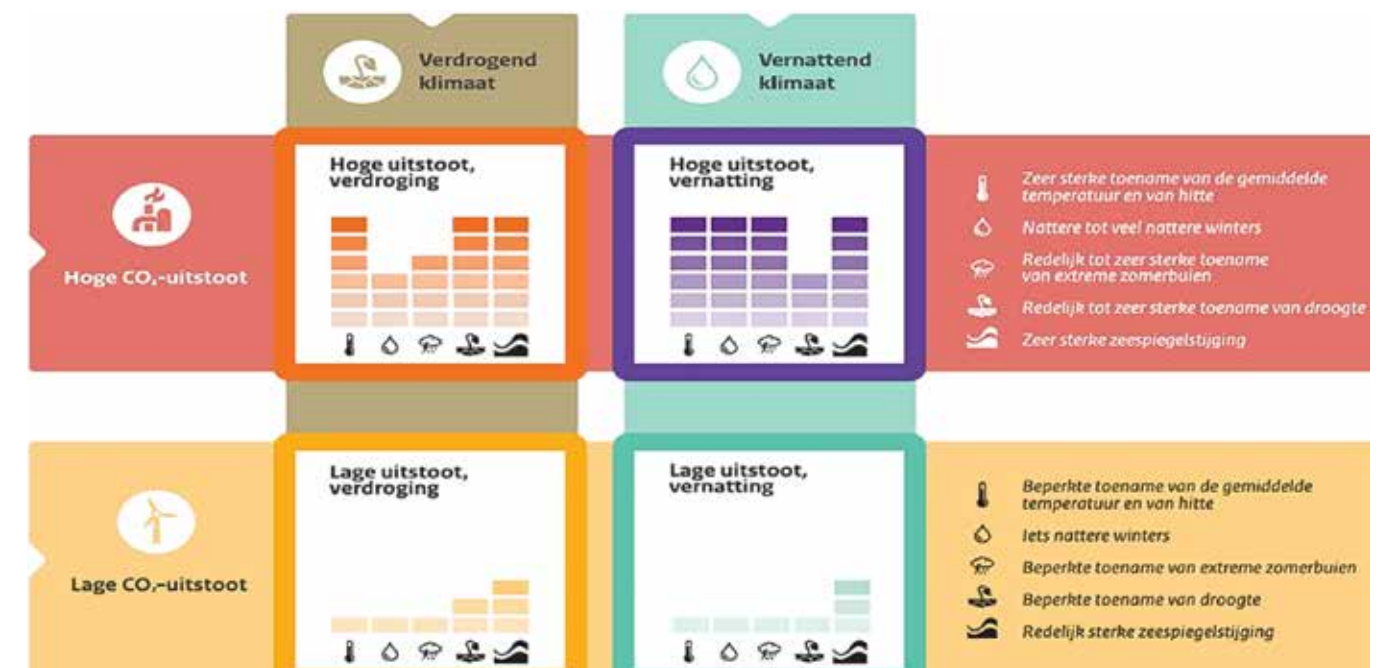 Verdrogend
klimaat
Vernattend
klimaat
Hoge CO₂-uitstoot
Hoge uitstoot,
verdroging
Hoge uitstoot,
vernatting
Zeer sterke toename van de gemiddelde
temperatuur en van hitte
Nattere tot veel nattere winters
Redelijk tot zeer sterke toename
van extreme zomerbuien
Redelijk tot zeer sterke toename van droogte
Zeer sterke zeespiegelstijging
Lage CO₂-uitstoot
Lage uitstoot,
verdroging
Lage uitstoot,
vernatting
Beperkte toename van de gemiddelde
temperatuur en van hitte
Iets nattere winters
Beperkte toename van extreme zomerbuien
Beperkte toename van droogte
Redelijk sterke zeespiegelstijging